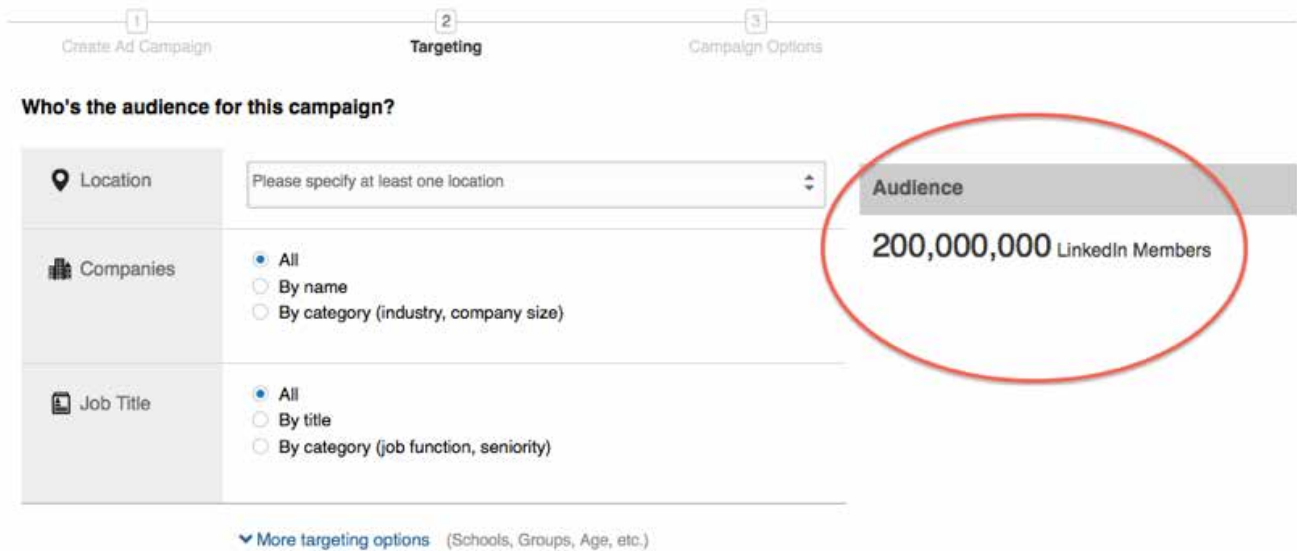 1
2
3
Create Ad Campaign
Targeting
Campaign Options
Who's the audience for this campaign?
Location
Please specify at least one location
Audience
200,000,000 LinkedIn Members
Companies
All
By name
By category (industry, company size)
Job Title
All
By title
By category (job function, seniority)
More targeting options (Schools, Groups, Age, etc.)